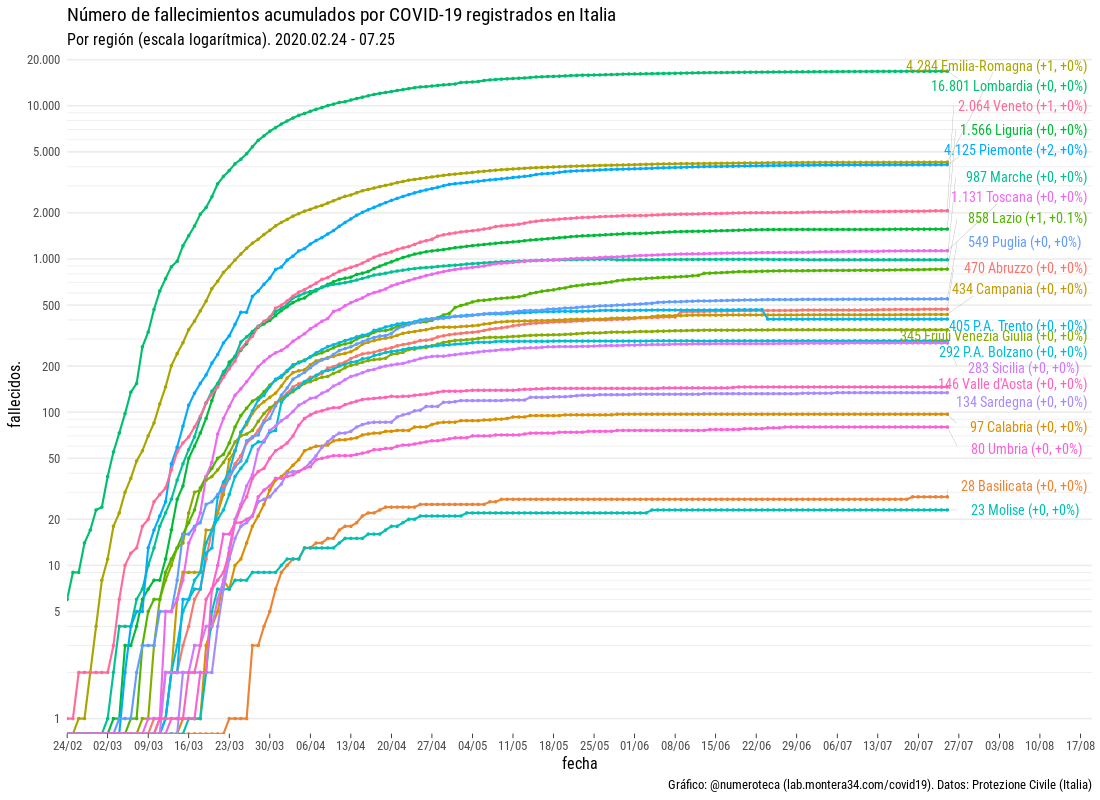 Número de fallecimientos acumulados por COVID-19 registrados en Italia
Por región (escala logarítmica). 2020.02.24 - 07.25
20.000
10.000
5.000
2.000
1.000
500
200
100
50
20
10
5
1
fallecidos.
4.284 Emilia-Romagna (+1, +0%)
16.801 Lombardia (+0, +0%)
2.064 Veneto (+1, +0%)
1.566 Liguria (+0, +0%)
4.125 Piemonte (+2, +0%)
987 Marche (+0, +0%)
1.131 Toscana (+0, +0%)
858 Lazio (+1, +0.1%)
549 Puglia (+0, +0%)
470 Abruzzo (+0, +0%)
434 Campania (+0, +0%)
405 P.A. Trento (+0, +0%)
345 Friuli Venezia Giulia (+0, +0%)
292 P.A. Bolzano (+0, +0%)
283 Sicilia (+0, +0%)
146 Valle d'Aosta (+0, +0%)
134 Sardegna (+0, +0%)
97 Calabria (+0, +0%)
80 Umbria (+0, +0%)
28 Basilicata (+0, +0%)
23 Molise (+0, +0%)
24/02 02/03 09/03 16/03 23/03 30/03 06/04 13/04 20/04 27/04 04/05 11/05 18/05 25/05 01/06 08/06 15/06 22/06 29/06 06/07 13/07 20/07 27/07 03/08 10/08 17/08
fecha
Gráfico: @numeroteca (lab.montera34.com/covid19). Datos: Protezione Civile (Italia)